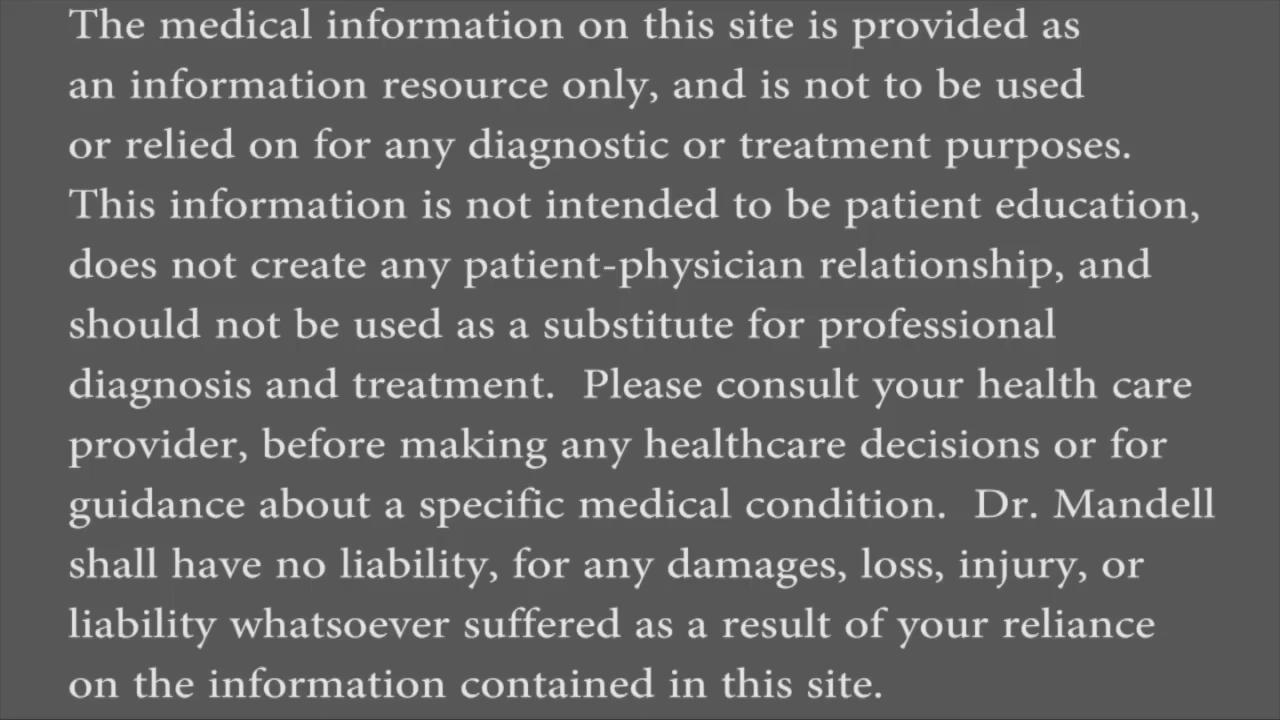 The medical information on this site is provided as
an information resource only, and is not to be used
or relied on for any diagnostic or treatment purposes.
This information is not intended to be patient education,
does not create any patient-physician relationship, and
should not be used as a substitute for professional
diagnosis and treatment.  Please consult your health care
provider, before making any healthcare decisions or for
guidance about a specific medical condition.  Dr. Mandell
shall have no liability, for any damages, loss, injury, or
liability whatsoever suffered as a result of your reliance
on the information contained in this site.